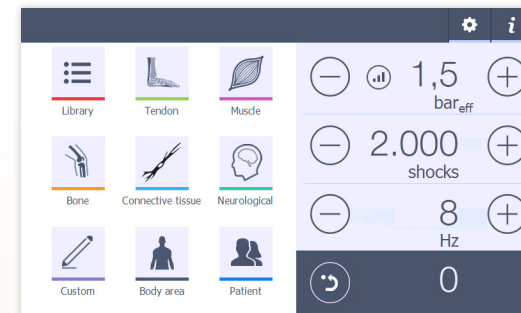 i
Library Tendon Muscle
Bone Connective tissue Neurological
Custom Body area Patient
1,5
bareff
2.000
shocks
8
Hz
0